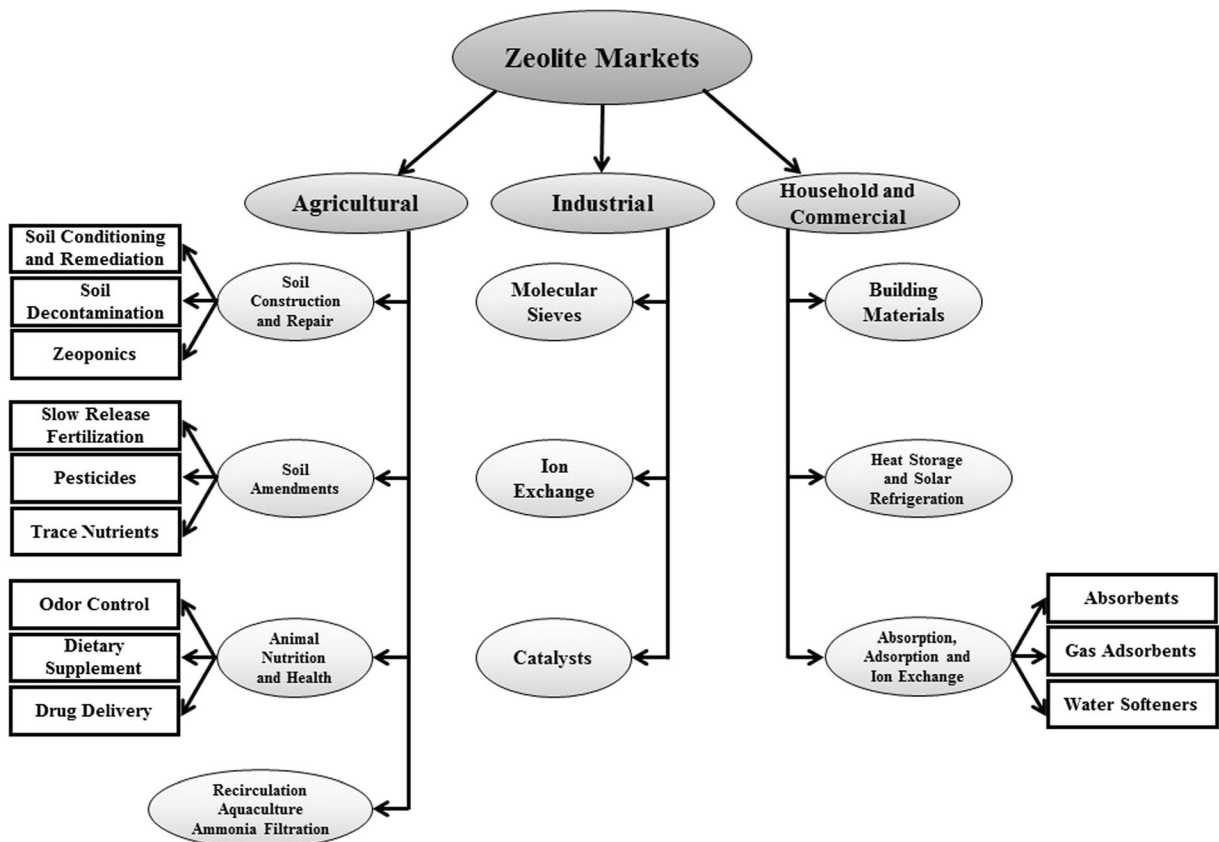 Zeolite Markets
Agricultural
Industrial
Household and
Commercial
Soil Conditioning
and Remediation
Soil
Decontamination
Zeoponics
Soil
Construction
and Repair
Molecular
Sieves
Building
Materials
Slow Release
Fertilization
Pesticides
Trace Nutrients
Soil
Amendments
Ion
Exchange
Heat Storage
and Solar
Refrigeration
Odor Control
Dietary
Supplement
Drug Delivery
Animal
Nutrition
and Health
Catalysts
Absorption,
Adsorption and
Ion Exchange
Absorbents
Gas Adsorbents
Water Softeners
Recirculation
Aquaculture
Ammonia Filtration